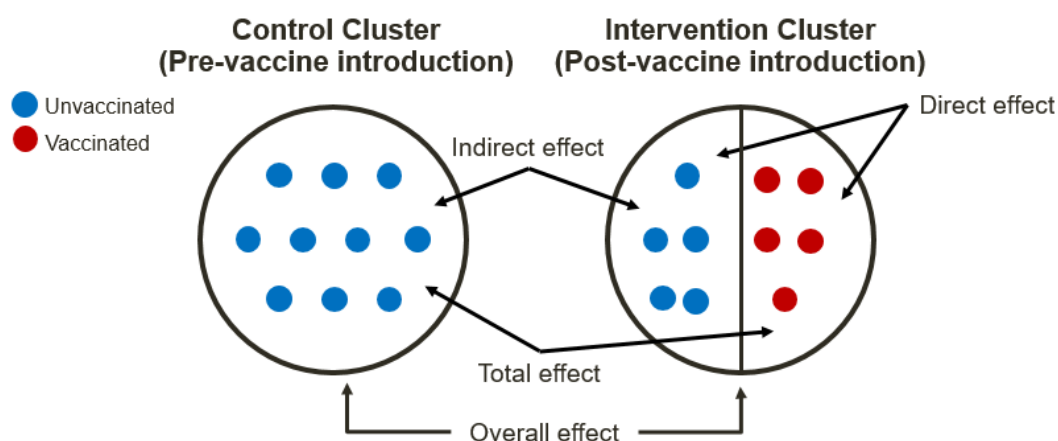 Control Cluster
(Pre-vaccine introduction)
Intervention Cluster
(Post-vaccine introduction)
Unvaccinated
Vaccinated
Direct effect
Indirect effect
Total effect
Overall effect